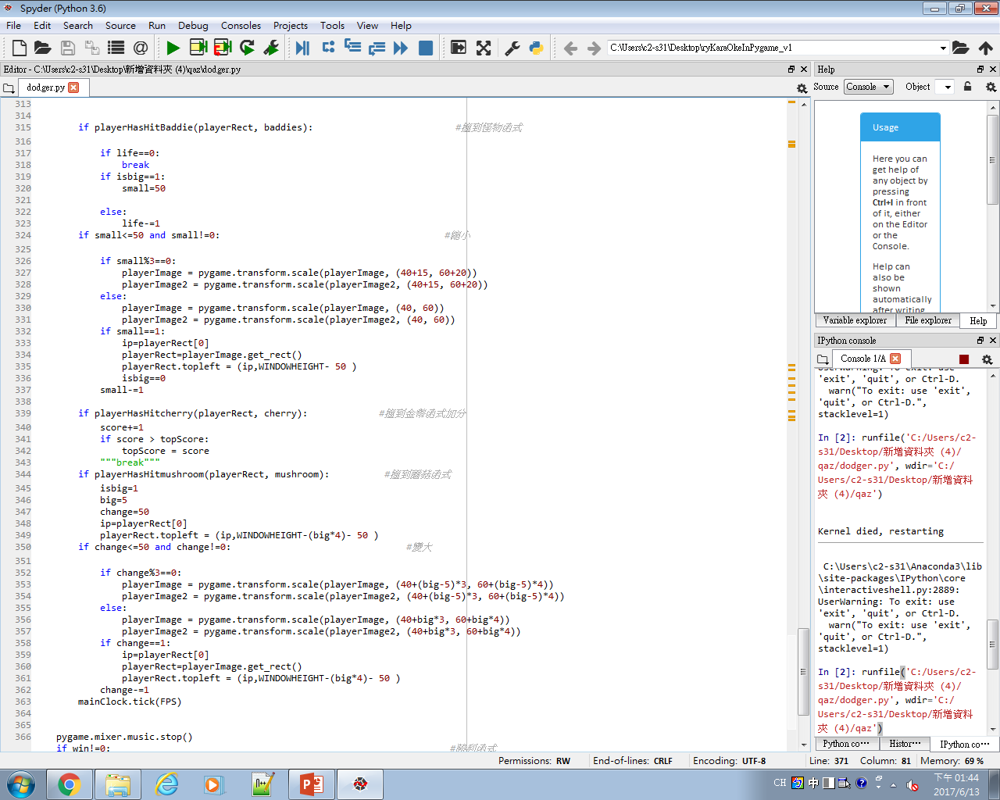 Spyder (Python 3.6)
File Edit Search Source Run Debug Consoles Projects Tools View Help
C:\Users\c2-s31\Desktop\ryKaraOkeInPygame_v1
Editor - C:\Users\c2-s31\Desktop\新增資料夾 (4)\qaz\dodger.py
dodger.py
313
314
315 if playerHasHitBaddie(playerRect, baddies): #撞到怪物函式
316
317 if life==0:
318 break
319 if isbig==1:
320 small=50
321
322 else:
323 life-=1
324 if small<=50 and small!=0: #縮小
325
326 if small%3==0:
327 playerImage = pygame.transform.scale(playerImage, (40+15, 60+20))
328 playerImage2 = pygame.transform.scale(playerImage2, (40+15, 60+20))
329 else:
330 playerImage = pygame.transform.scale(playerImage, (40, 60))
331 playerImage2 = pygame.transform.scale(playerImage2, (40, 60))
332 if small==1:
333 ip=playerRect[0]
334 playerRect=playerImage.get_rect()
335 playerRect.topleft = (ip,WINDOWHEIGHT- 50 )
336 isbig==0
337 small-=1
338
339 if playerHasHitcherry(playerRect, cherry): #撞到金幣函式加分
340 score+=1
341 if score > topScore:
342 topScore = score
343 """break"""
344 if playerHasHitmushroom(playerRect, mushroom): #撞到蘑菇函式
345 isbig=1
346 big=5
347 change=50
348 ip=playerRect[0]
349 playerRect.topleft = (ip,WINDOWHEIGHT-(big*4)- 50 )
350 if change<=50 and change!=0: #變大
351
352 if change%3==0:
353 playerImage = pygame.transform.scale(playerImage, (40+(big-5)*3, 60+(big-5)*4))
354 playerImage2 = pygame.transform.scale(playerImage2, (40+(big-5)*3, 60+(big-5)*4))
355 else:
356 playerImage = pygame.transform.scale(playerImage, (40+big*3, 60+big*4))
357 playerImage2 = pygame.transform.scale(playerImage2, (40+big*3, 60+big*4))
358 if change==1:
359 ip=playerRect[0]
360 playerRect=playerImage.get_rect()
361 playerRect.topleft = (ip,WINDOWHEIGHT-(big*4)- 50 )
362 change-=1
363 mainClock.tick(FPS)
364
365
366 pygame.mixer.music.stop()
if win!=0: #勝利函式
Help
Source Console Object
Usage
Here you can
get help of
any object by
pressing
Ctrl+I in front
of it, either
on the Editor
or the
Console.
Help can
also be
shown
automatically
after writing
Variable explorer File explorer Help
IPython console
Console 1/A
UserWarning: To exit: use
'exit', 'quit', or Ctrl-D.
warn("To exit: use 'exit',
'quit', or Ctrl-D.",
stacklevel=1)
In [2]: runfile('C:/Users/c2-
s31/Desktop/新增資料夾 (4)/
qaz/dodger.py', wdir='C:/
Users/c2-s31/Desktop/新增資料
夾 (4)/qaz')
Kernel died, restarting
C:\Users\c2-s31\Anaconda3\lib
\site-packages\IPython\core
\interactiveshell.py:2889:
UserWarning: To exit: use
'exit', 'quit', or Ctrl-D.
warn("To exit: use 'exit',
'quit', or Ctrl-D.",
stacklevel=1)
In [2]: runfile('C:/Users/c2-
s31/Desktop/新增資料夾 (4)/
qaz/dodger.py', wdir='C:/
Users/c2-s31/Desktop/新增資料
夾 (4)/qaz')
Python co… Histor… IPython co…
Permissions: RW End-of-lines: CRLF Encoding: UTF-8 Line: 371 Column: 81 Memory: 69 %
CH 中
下午 01:44
2017/6/13